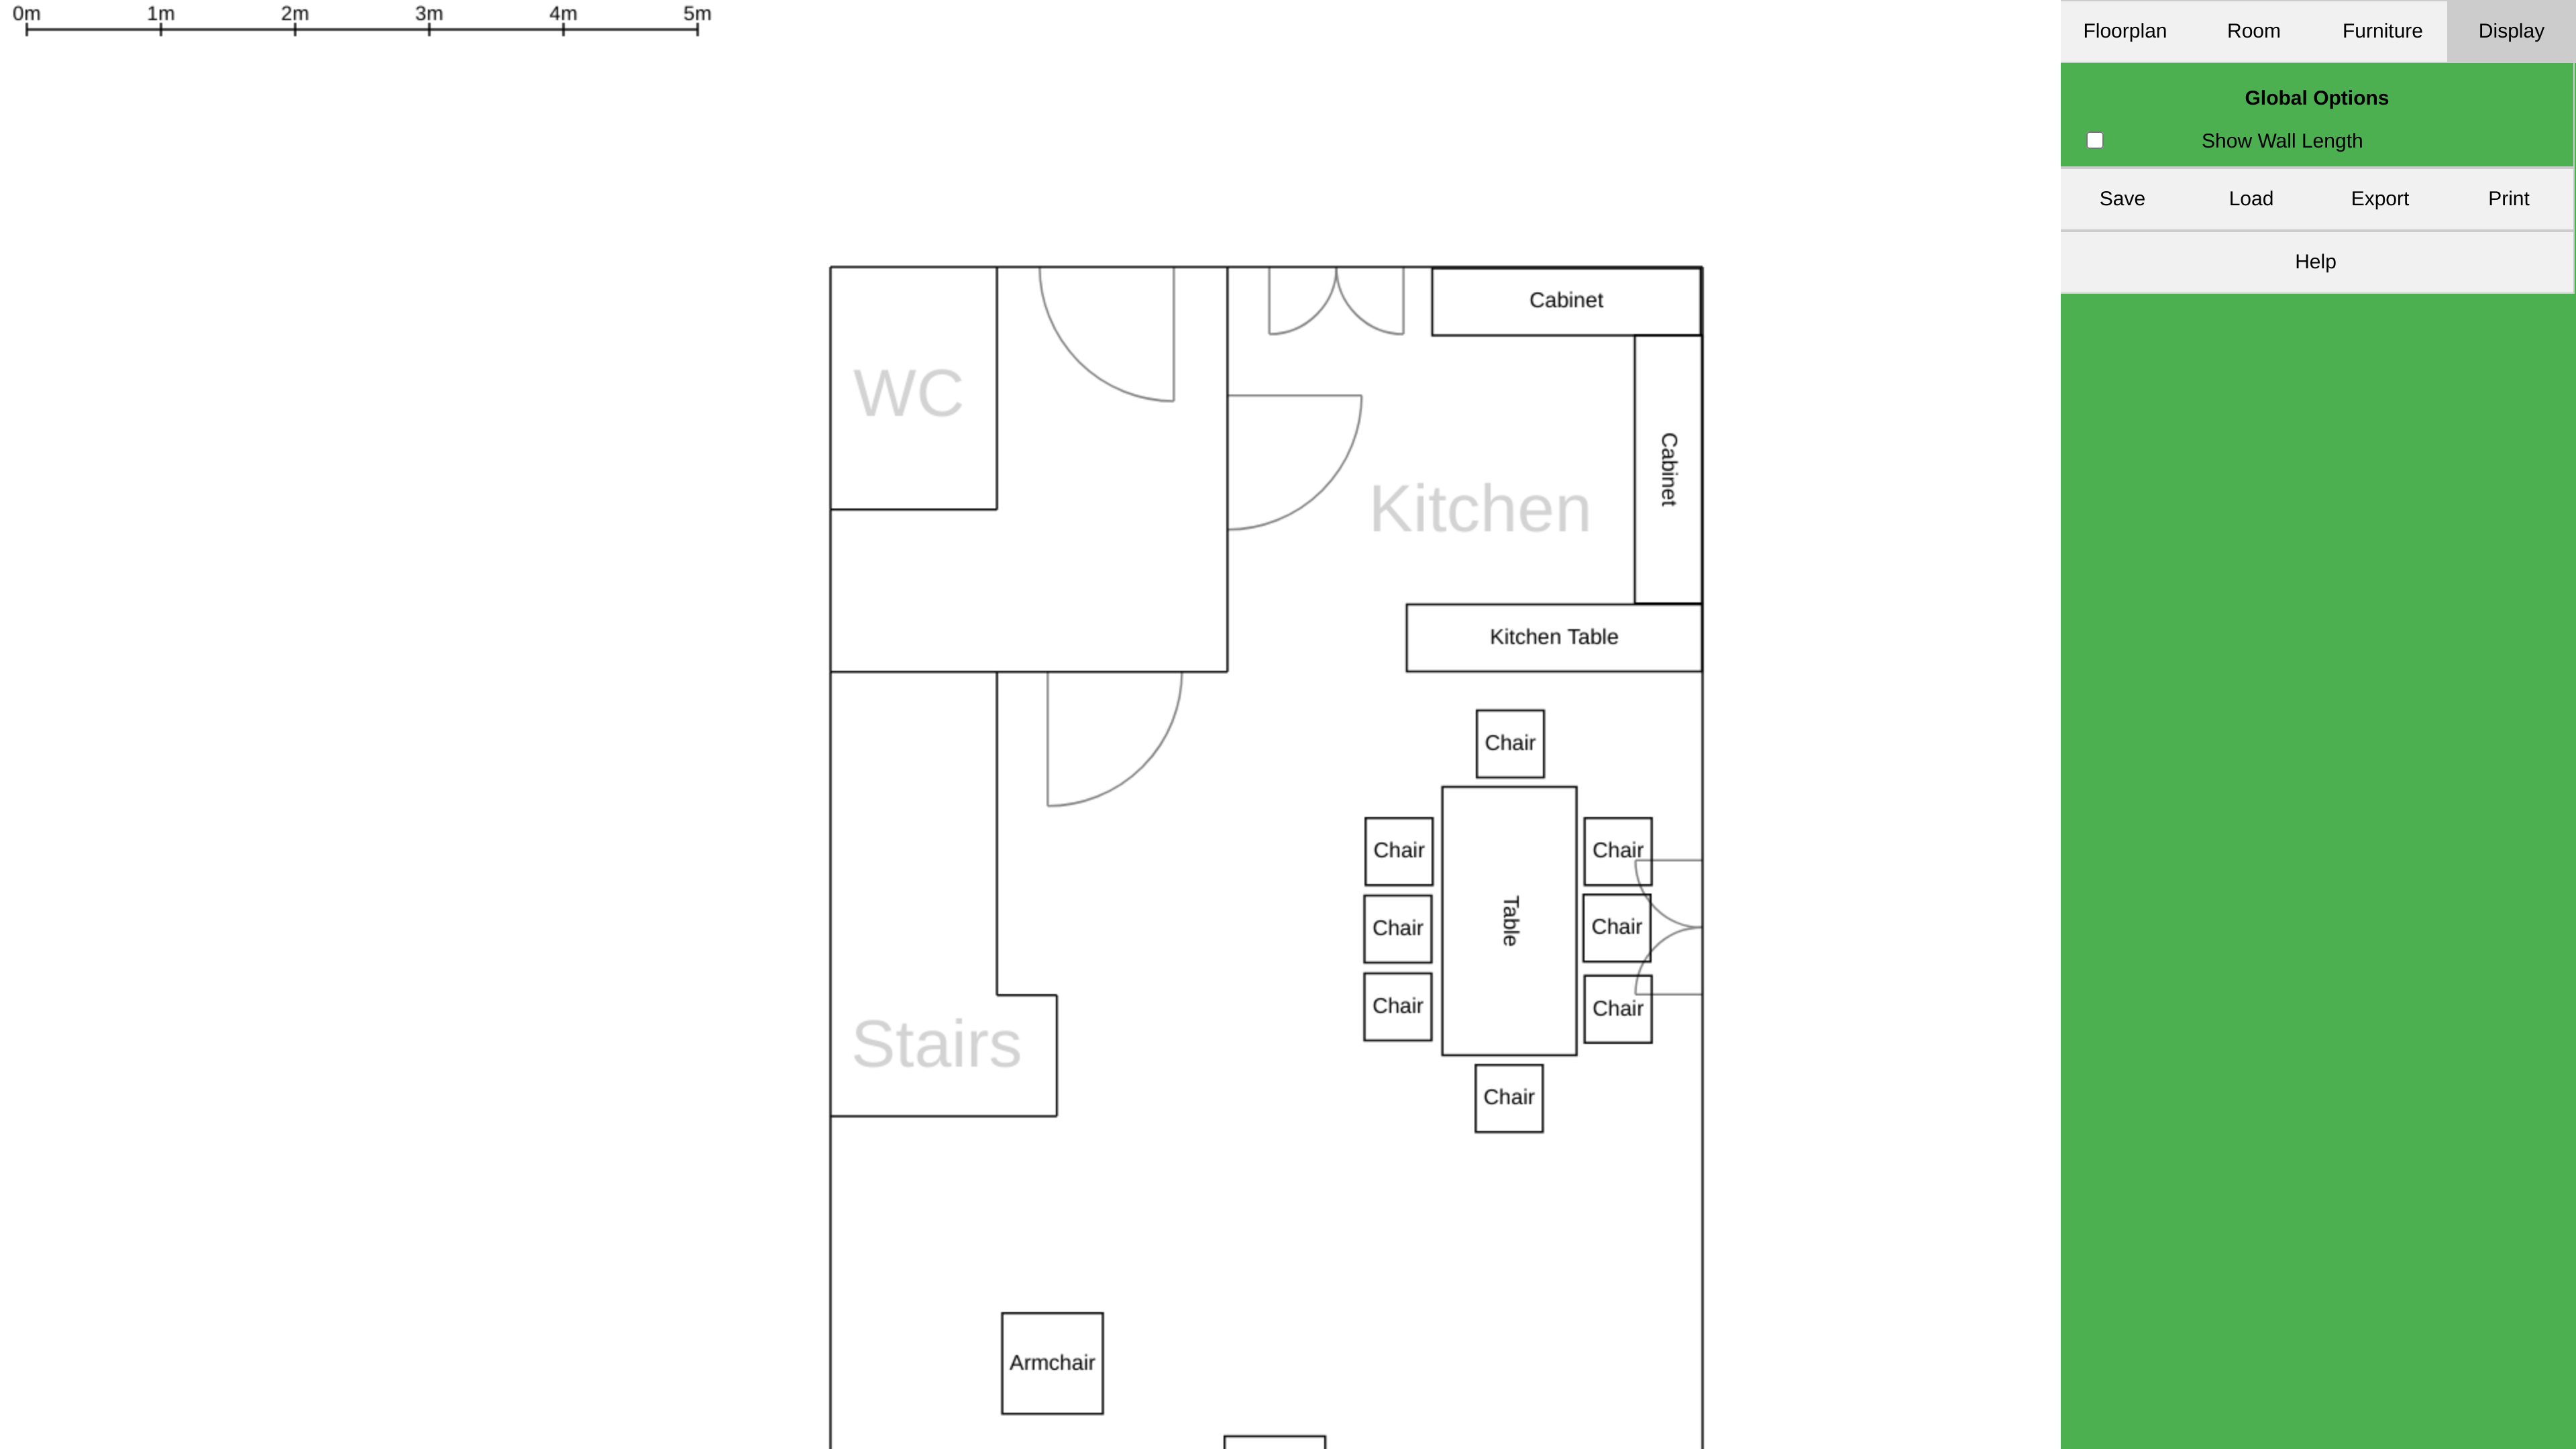 0m 1m 2m 3m 4m 5m
Floorplan Room Furniture Display
Global Options
Show Wall Length
Save Load Export Print
Help
Cabinet
WC
Cabinet
Kitchen
Kitchen Table
Chair
Chair
Chair
Table
Chair
Chair
Chair
Chair
Stairs
Chair
Armchair